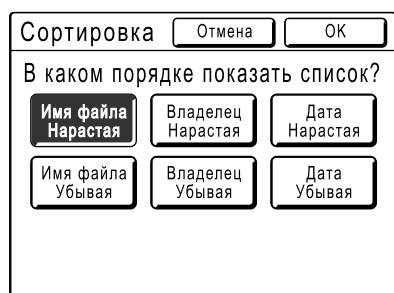 Сортировка Отмена OK
В каком порядке показать список?
Имя файла Владелец Дата
Нарастая Нарастая Нарастая
Имя файла Владелец Дата
Убывая Убывая Убывая